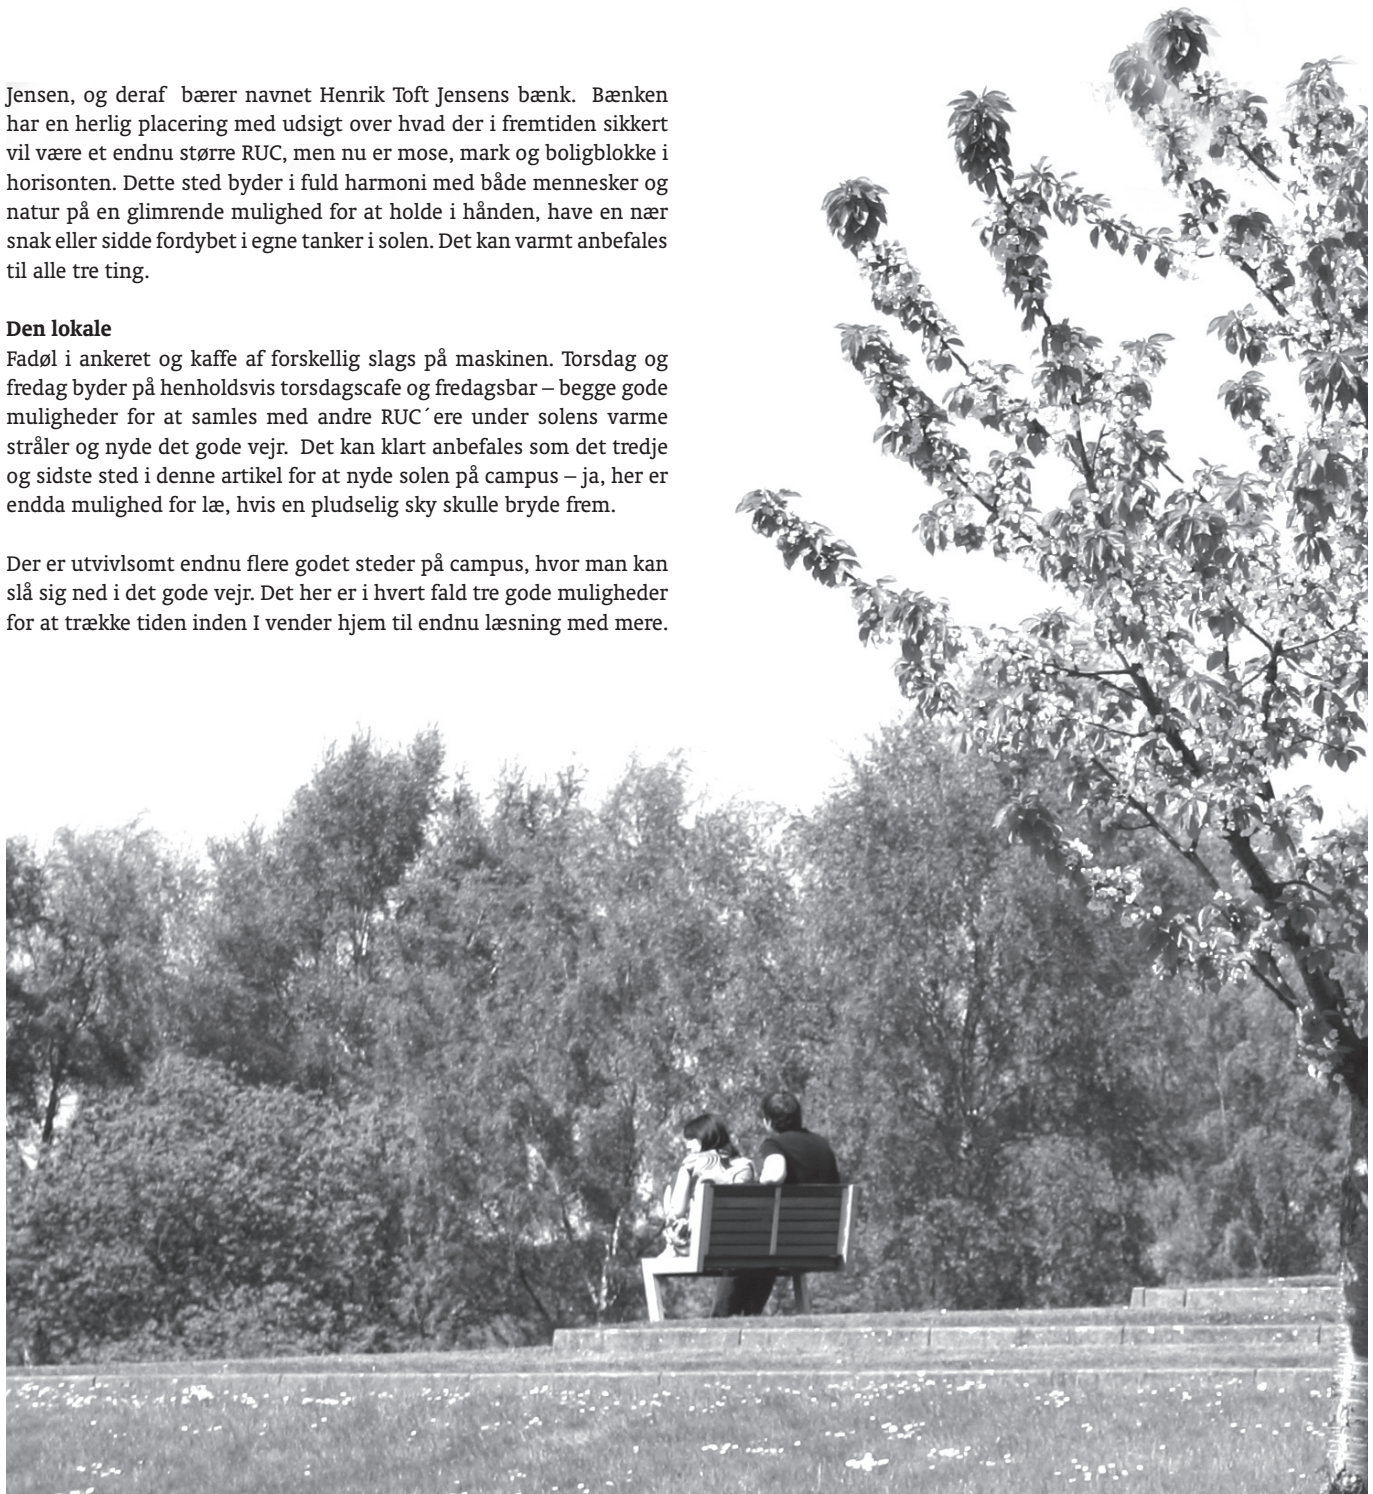 Jensen, og deraf  bærer navnet Henrik Toft Jensens bænk.  Bænken
har en herlig placering med udsigt over hvad der i fremtiden sikkert
vil være et endnu større RUC, men nu er mose, mark og boligblokke i
horisonten. Dette sted byder i fuld harmoni med både mennesker og
natur på en glimrende mulighed for at holde i hånden, have en nær
snak eller sidde fordybet i egne tanker i solen. Det kan varmt anbefales
til alle tre ting.

Den lokale
Fadøl i ankeret og kaffe af forskellig slags på maskinen. Torsdag og
fredag byder på henholdsvis torsdagscafe og fredagsbar – begge gode
muligheder for at samles med andre RUC´ere under solens varme
stråler og nyde det gode vejr.  Det kan klart anbefales som det tredje
og sidste sted i denne artikel for at nyde solen på campus – ja, her er
endda mulighed for læ, hvis en pludselig sky skulle bryde frem.

Der er utvivlsomt endnu flere godet steder på campus, hvor man kan
slå sig ned i det gode vejr. Det her er i hvert fald tre gode muligheder
for at trække tiden inden I vender hjem til endnu læsning med mere.